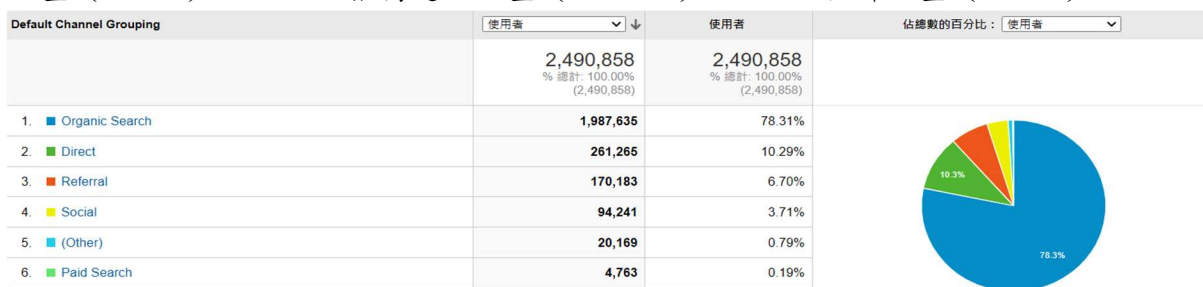 Default Channel Grouping 使用者 使用者 佔總數的百分比： 使用者
2,490,858 2,490,858
% 總計: 100.00% % 總計: 100.00%
(2,490,858) (2,490,858)
1. Organic Search 1,987,635 78.31%
2. Direct 261,265 10.29%
3. Referral 170,183 6.70%
4. Social 94,241 3.71%
5. (Other) 20,169 0.79%
6. Paid Search 4,763 0.19%
10.3%
78.3%